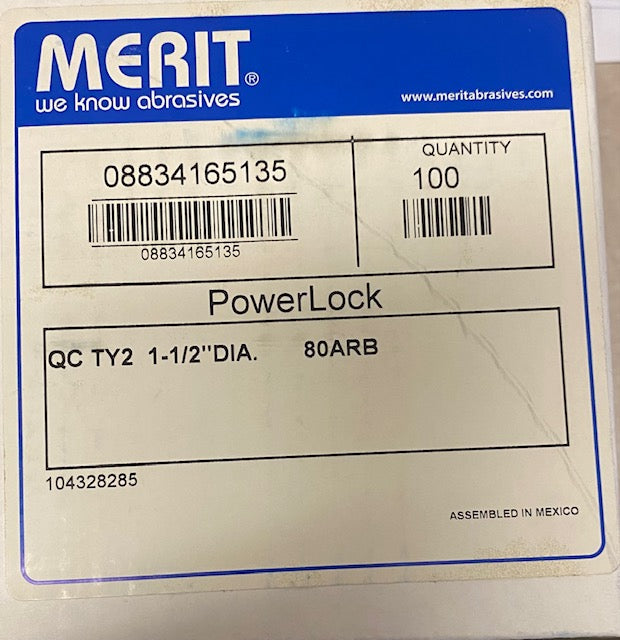 MERIT®
we know abrasives
www.meritabrasives.com
08834165135
08834165135
QUANTITY
100
PowerLock
QC TY2 1-1/2"DIA. 80ARB
104328285
ASSEMBLED IN MEXICO